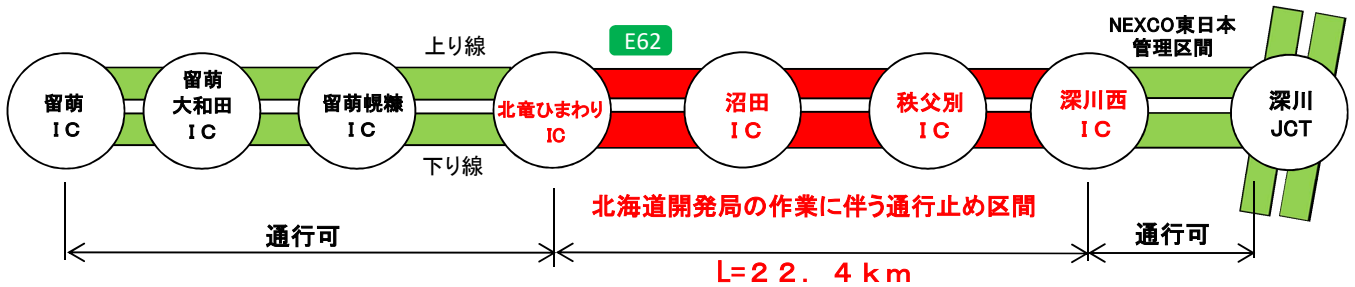 E62
NEXCO東日本
管理区間
上り線
留萌
IC
留萌
大和田
IC
留萌幌糠
IC
北竜ひまわり
IC
沼田
IC
秩父別
IC
深川西
IC
深川
JCT
下り線
北海道開発局の作業に伴う通行止め区間
通行可
通行可
L=22.4km